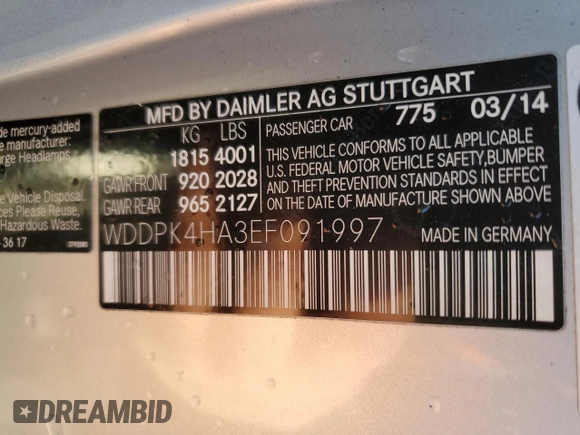 MFD BY DAIMLER AG STUTTGART
KG LBS PASSENGER CAR 775 03/14
1815 4001
GAWR FRONT 920 2028
GAWR REAR 965 2127
THIS VEHICLE CONFORMS TO ALL APPLICABLE
U.S. FEDERAL MOTOR VEHICLE SAFETY, BUMPER
AND THEFT PREVENTION STANDARDS IN EFFECT
ON THE DATE OF MANUFACTURE SHOWN ABOVE
WDDPK4HA3EF091997 MADE IN GERMANY
de mercury-added
e manufacturer:
arge Headlamps
Vehicle Disposal.
ces Please Reuse,
Hazardous Waste.
3617
DREAMBID